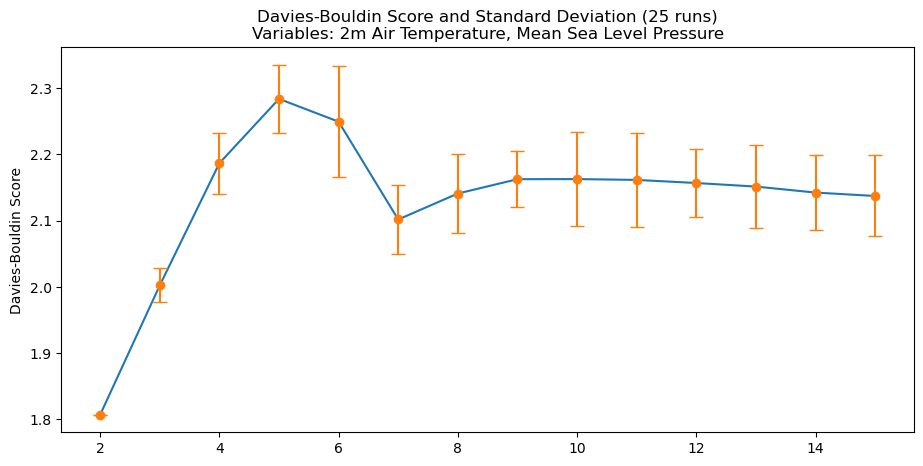 Davies-Bouldin Score and Standard Deviation (25 runs)
Variables: 2m Air Temperature, Mean Sea Level Pressure
Davies-Bouldin Score
2.3
2.2
2.1
2.0
1.9
1.8
2 4 6 8 10 12 14